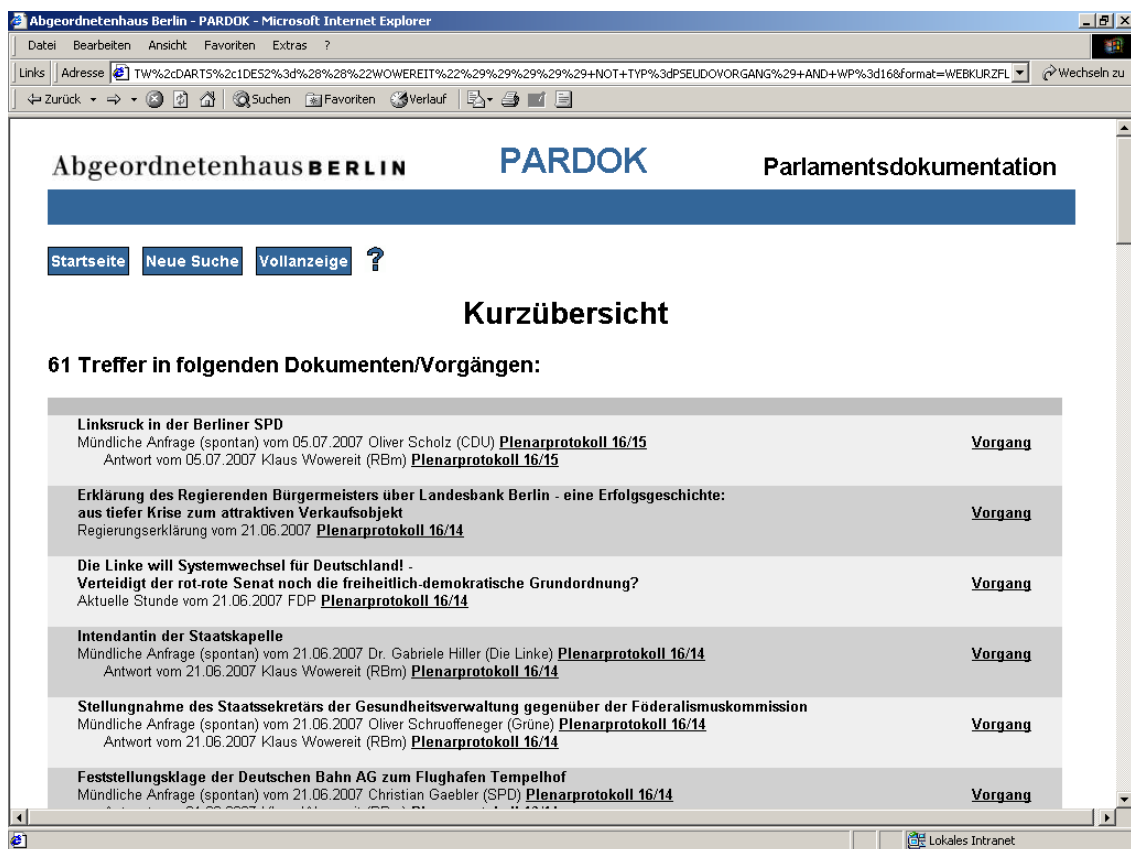 Abgeordnetenhaus Berlin - PARDOK - Microsoft Internet Explorer
Datei Bearbeiten Ansicht Favoriten Extras ?
Links Adresse TW%2cDARTS%2c1DES2%3d%28%28%22WOWEREIT%22%29%29%29%29%29+NOT+TYP%3dPSEUDOVORGANG%29+AND+WP%3d16&format=WEBKURZFL Wechseln zu
Zurück Suchen Favoriten Verlauf
Abgeordnetenhaus BERLIN PARDOK Parlamentsdokumentation
Startseite Neue Suche Vollanzeige ?
Kurzübersicht
61 Treffer in folgenden Dokumenten/Vorgängen:
Linksruck in der Berliner SPD
Mündliche Anfrage (spontan) vom 05.07.2007 Oliver Scholz (CDU) Plenarprotokoll 16/15 Vorgang
Antwort vom 05.07.2007 Klaus Wowereit (RBm) Plenarprotokoll 16/15
Erklärung des Regierenden Bürgermeisters über Landesbank Berlin - eine Erfolgsgeschichte:
aus tiefer Krise zum attraktiven Verkaufsobjekt Vorgang
Regierungserklärung vom 21.06.2007 Plenarprotokoll 16/14
Die Linke will Systemwechsel für Deutschland! -
Verteidigt der rot-rote Senat noch die freiheitlich-demokratische Grundordnung? Vorgang
Aktuelle Stunde vom 21.06.2007 FDP Plenarprotokoll 16/14
Intendantin der Staatskapelle
Mündliche Anfrage (spontan) vom 21.06.2007 Dr. Gabriele Hiller (Die Linke) Plenarprotokoll 16/14 Vorgang
Antwort vom 21.06.2007 Klaus Wowereit (RBm) Plenarprotokoll 16/14
Stellungnahme des Staatssekretärs der Gesundheitsverwaltung gegenüber der Föderalismuskommission
Mündliche Anfrage (spontan) vom 21.06.2007 Oliver Schruoffeneger (Grüne) Plenarprotokoll 16/14 Vorgang
Antwort vom 21.06.2007 Klaus Wowereit (RBm) Plenarprotokoll 16/14
Feststellungsklage der Deutschen Bahn AG zum Flughafen Tempelhof
Mündliche Anfrage (spontan) vom 21.06.2007 Christian Gaebler (SPD) Plenarprotokoll 16/14 Vorgang
Lokales Intranet